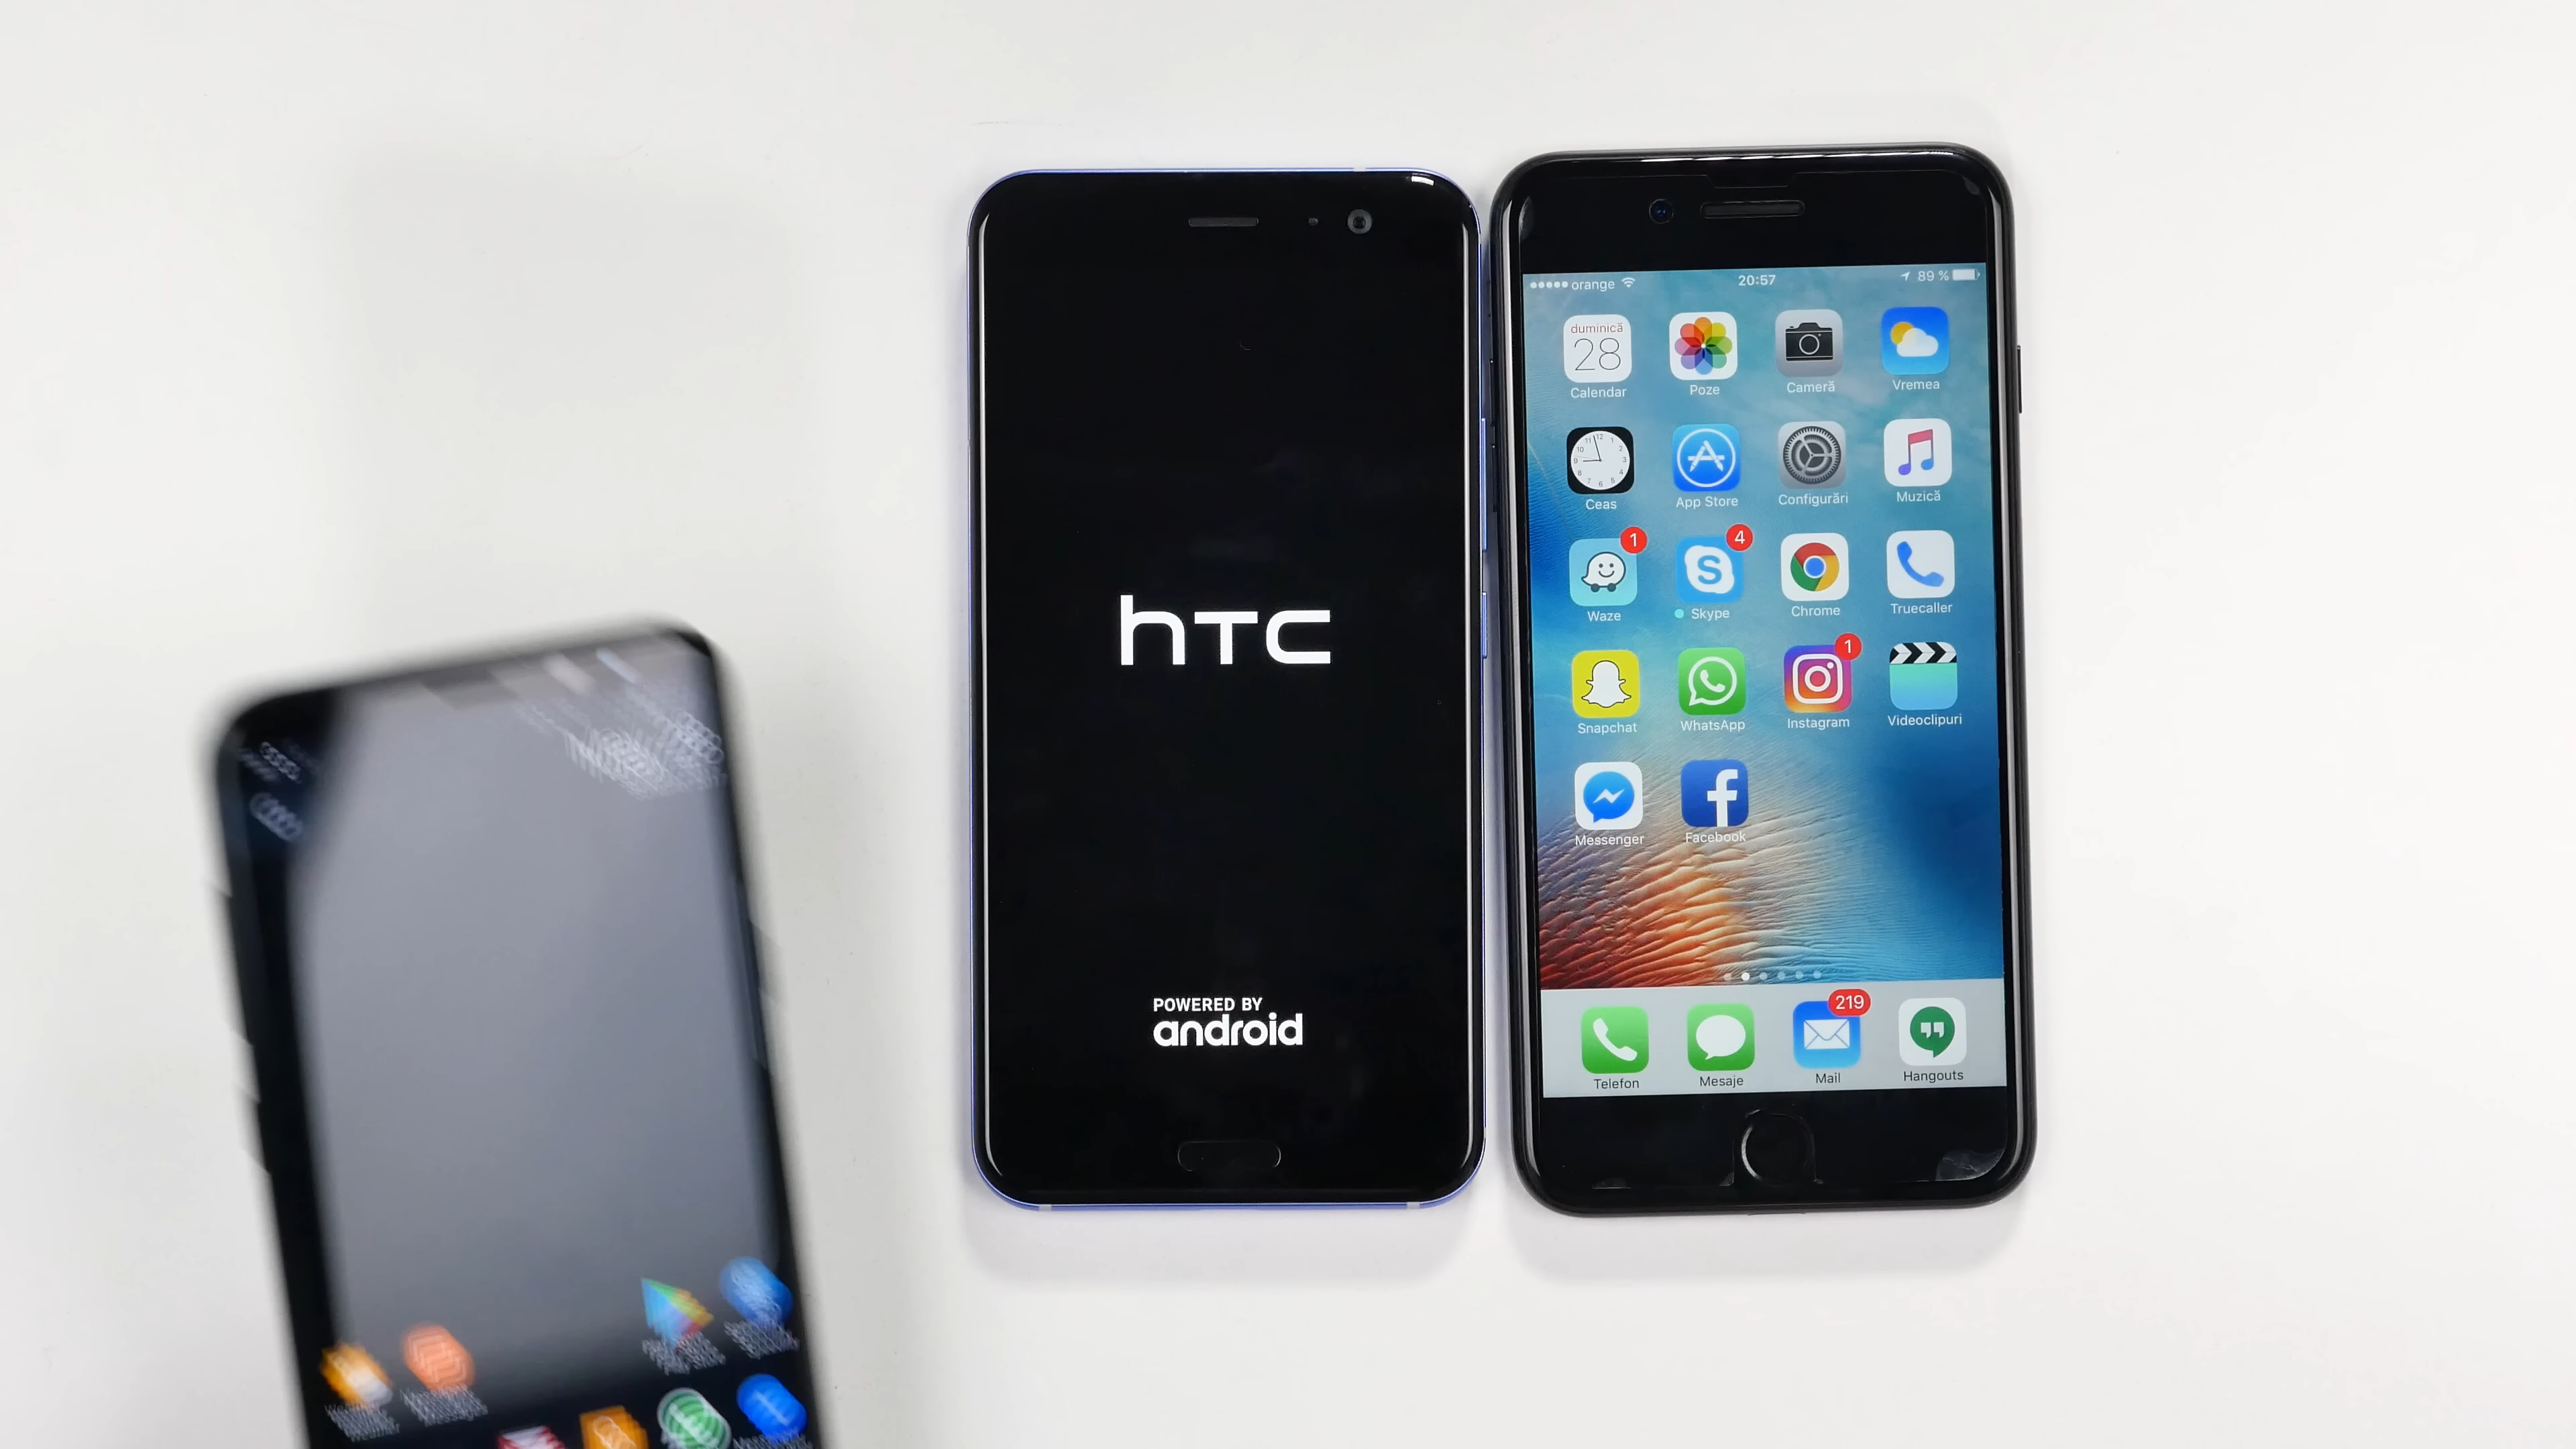 hTC
POWERED BY
android
orange 20:57 89 %
duminică
28
Calendar Poze Cameră Vremea
Ceas App Store Configurări Muzică
1 4
Waze Skype Chrome Truecaller
1
Snapchat WhatsApp Instagram Videoclipuri
Messenger Facebook
219
Telefon Mesaje Mail Hangouts